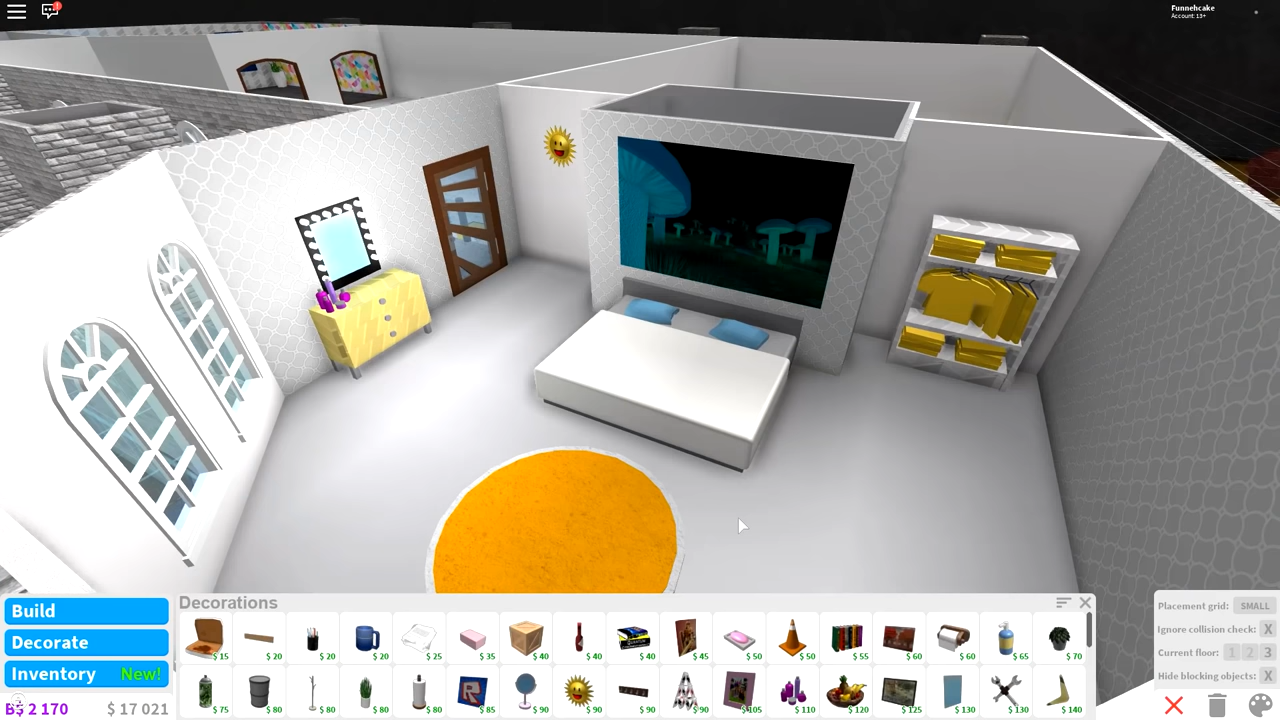 Funnehcake
Account: 13+
Build
Decorate
Inventory New!
B$ 2 170 $ 17 021
Decorations
$ 15 $ 20 $ 20 $ 20 $ 25 $ 35 $ 40 $ 40 $ 40 $ 45 $ 50 $ 50 $ 55 $ 60 $ 60 $ 65 $ 70
$ 75 $ 80 $ 80 $ 80 $ 80 $ 85 $ 90 $ 90 $ 90 $ 90 $ 105 $ 110 $ 120 $ 125 $ 130 $ 130 $ 140
Placement grid: SMALL
Ignore collision check: X
Current floor: 1 2 3
Hide blocking objects: X